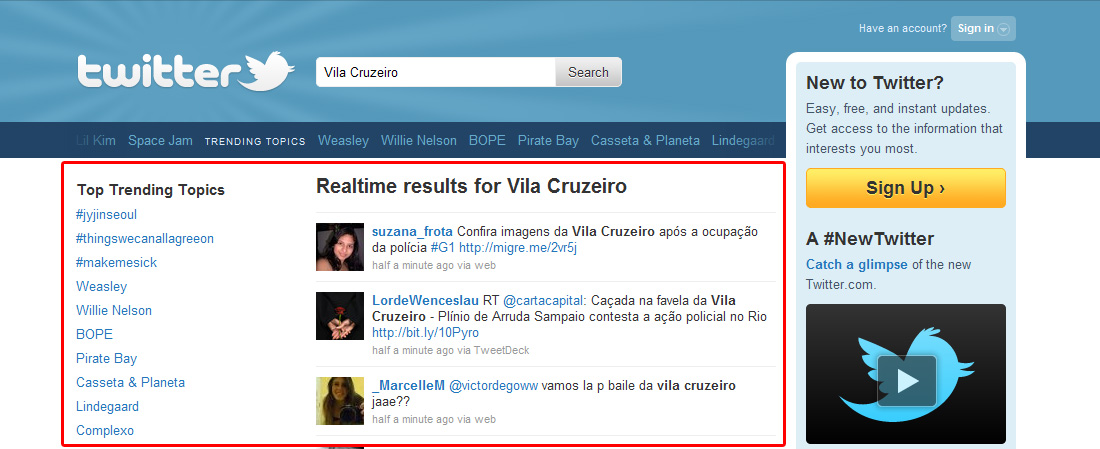 Have an account? Sign in
twitter
Vila Cruzeiro
Search
Lil Kim Space Jam TRENDING TOPICS Weasley Willie Nelson BOPE Pirate Bay Casseta & Planeta Lindegaard
Top Trending Topics
#jyjinseoul
#thingswecanallagreeon
#makemesick
Weasley
Willie Nelson
BOPE
Pirate Bay
Casseta & Planeta
Lindegaard
Complexo
Realtime results for Vila Cruzeiro
suzana_frota Confira imagens da Vila Cruzeiro após a ocupação
da polícia #G1 http://migre.me/2vr5j
half a minute ago via web
LordeWenceslau RT @cartacapital: Caçada na favela da Vila
Cruzeiro - Plínio de Arruda Sampaio contesta a ação policial no Rio
http://bit.ly/10Pyro
half a minute ago via TweetDeck
_MarcelleM @victordegoww vamos la p baile da vila cruzeiro
jaae??
half a minute ago via web
New to Twitter?
Easy, free, and instant updates.
Get access to the information that
interests you most.
Sign Up ›
A #NewTwitter
Catch a glimpse of the new
Twitter.com.